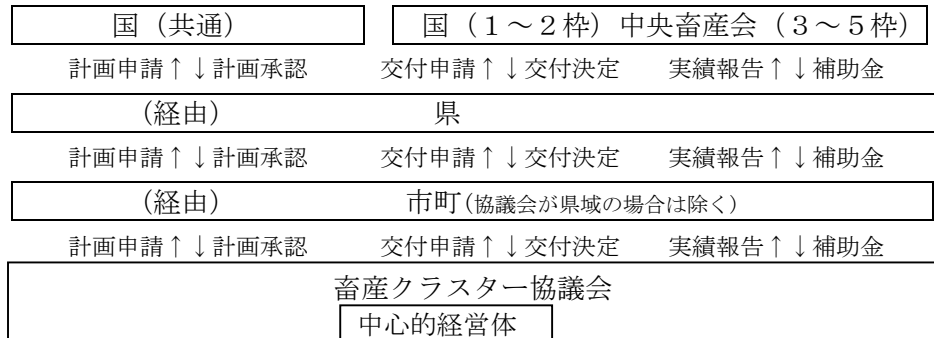 国（共通） 国（１～２枠）中央畜産会（３～５枠）
計画申請↑↓計画承認 交付申請↑↓交付決定 実績報告↑↓補助金
（経由） 県
計画申請↑↓計画承認 交付申請↑↓交付決定 実績報告↑↓補助金
（経由） 市町(協議会が県域の場合は除く)
計画申請↑↓計画承認 交付申請↑↓交付決定 実績報告↑↓補助金
畜産クラスター協議会
中心的経営体